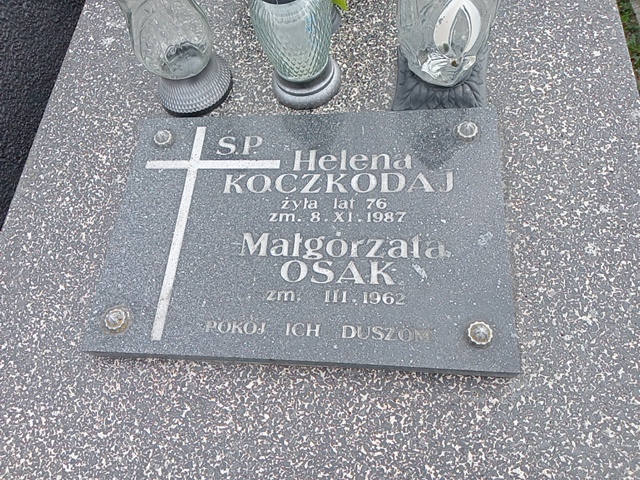 Ś.P. Helena
KOCZKODAJ
żyła lat 76
zm. 8. XI. 1987
Małgorzata
OSAK
zm. III. 1962
POKÓJ ICH DUSZOM